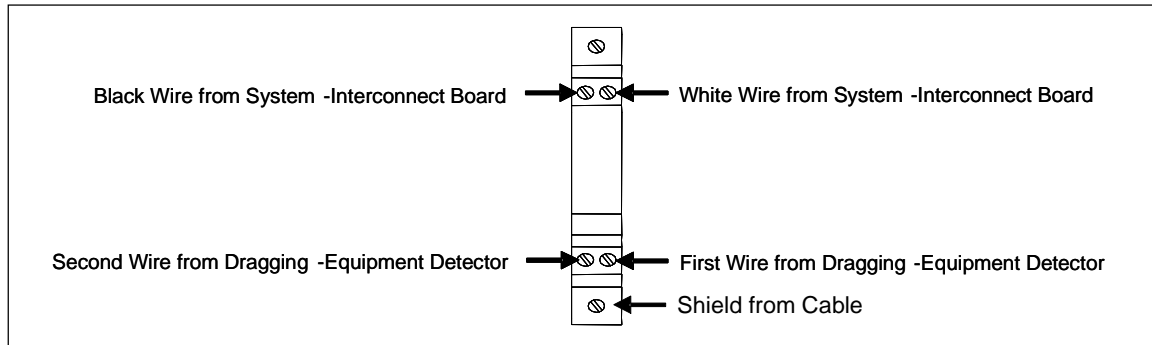 Black Wire from System -Interconnect Board
White Wire from System -Interconnect Board
Second Wire from Dragging -Equipment Detector
First Wire from Dragging -Equipment Detector
Shield from Cable